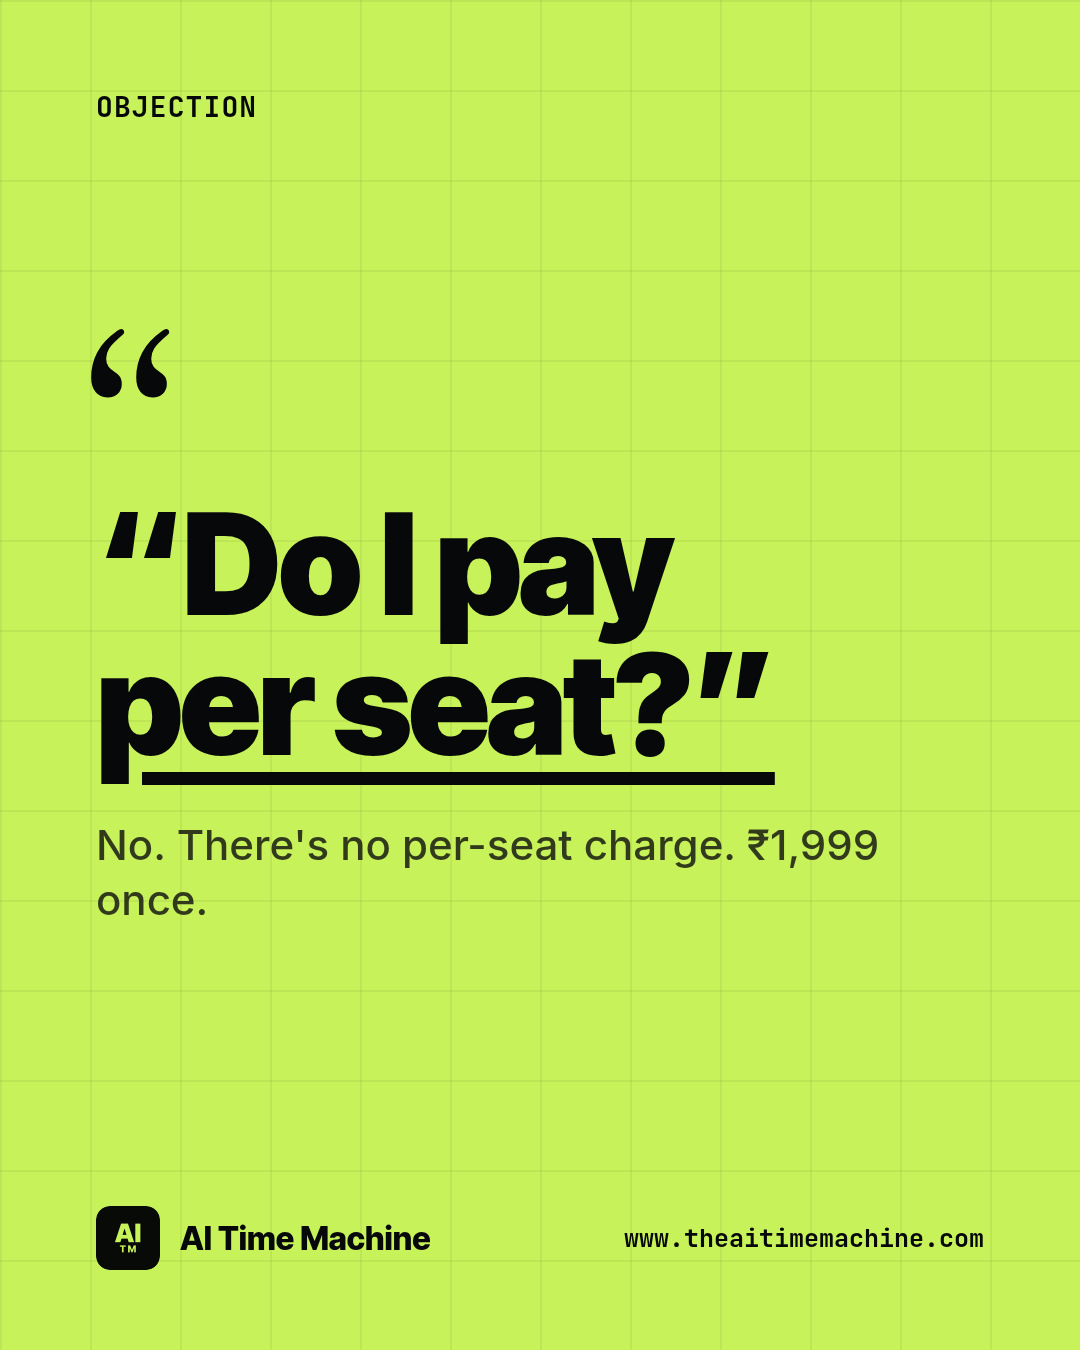 OBJECTION
“
“Do I pay
per seat?”
No. There's no per-seat charge. ₹1,999
once.
AI
TM
AI Time Machine
www.theaitimemachine.com